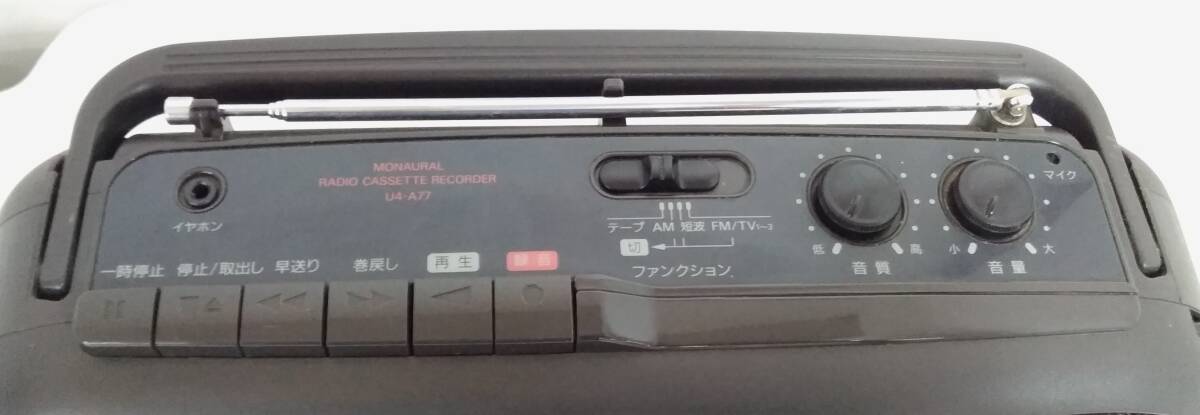 MONAURAL
RADIO CASSETTE RECORDER
U4-A77
イヤホン
マイク
テープ AM 短波 FM/TV1〜3
切
ファンクション
低 高
音質
小 大
音量
一時停止 停止/取出し 早送り 巻戻し 再生 録音